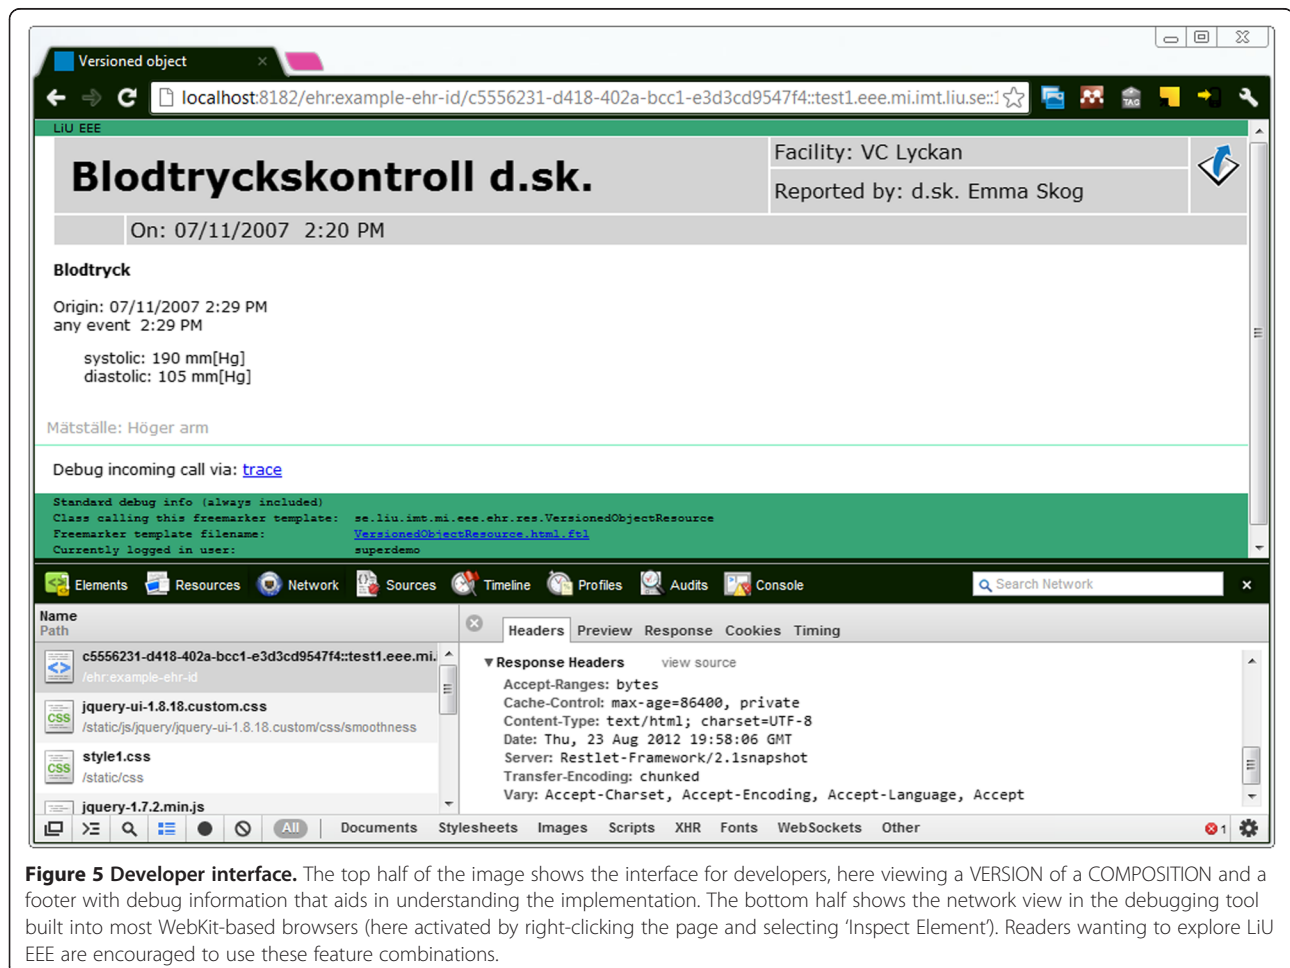 Versioned object
localhost:8182/ehr:example-ehr-id/c5556231-d418-402a-bcc1-e3d3cd9547f4::test1.eee.mi.imt.liu.se::1
TAG
LiU EEE
Blodtryckskontroll d.sk.
Facility: VC Lyckan
Reported by: d.sk. Emma Skog
On: 07/11/2007 2:20 PM
Blodtryck
Origin: 07/11/2007 2:29 PM
any event 2:29 PM
systolic: 190 mm[Hg]
diastolic: 105 mm[Hg]
Mätställe: Höger arm
Debug incoming call via: trace
Standard debug info (always included)
Class calling this freemarker template: se.liu.imt.mi.eee.ehr.res.VersionedObjectResource
Freemarker template filename: VersionedObjectResource.html.ftl
Currently logged in user: superdemo
Elements Resources Network Sources Timeline Profiles Audits Console Search Network
Name
Path
Headers Preview Response Cookies Timing
c5556231-d418-402a-bcc1-e3d3cd9547f4::test1.eee.mi.i
/ehr:example-ehr-id
CSS
jquery-ui-1.8.18.custom.css
/static/js/jquery/jquery-ui-1.8.18.custom/css/smoothness
CSS
style1.css
/static/css
jquery-1.7.2.min.js
▼Response Headers view source
Accept-Ranges: bytes
Cache-Control: max-age=86400, private
Content-Type: text/html; charset=UTF-8
Date: Thu, 23 Aug 2012 19:58:06 GMT
Server: Restlet-Framework/2.1snapshot
Transfer-Encoding: chunked
Vary: Accept-Charset, Accept-Encoding, Accept-Language, Accept
All Documents Stylesheets Images Scripts XHR Fonts WebSockets Other 1
Figure 5 Developer interface. The top half of the image shows the interface for developers, here viewing a VERSION of a COMPOSITION and a
footer with debug information that aids in understanding the implementation. The bottom half shows the network view in the debugging tool
built into most WebKit-based browsers (here activated by right-clicking the page and selecting ‘Inspect Element’). Readers wanting to explore LiU
EEE are encouraged to use these feature combinations.